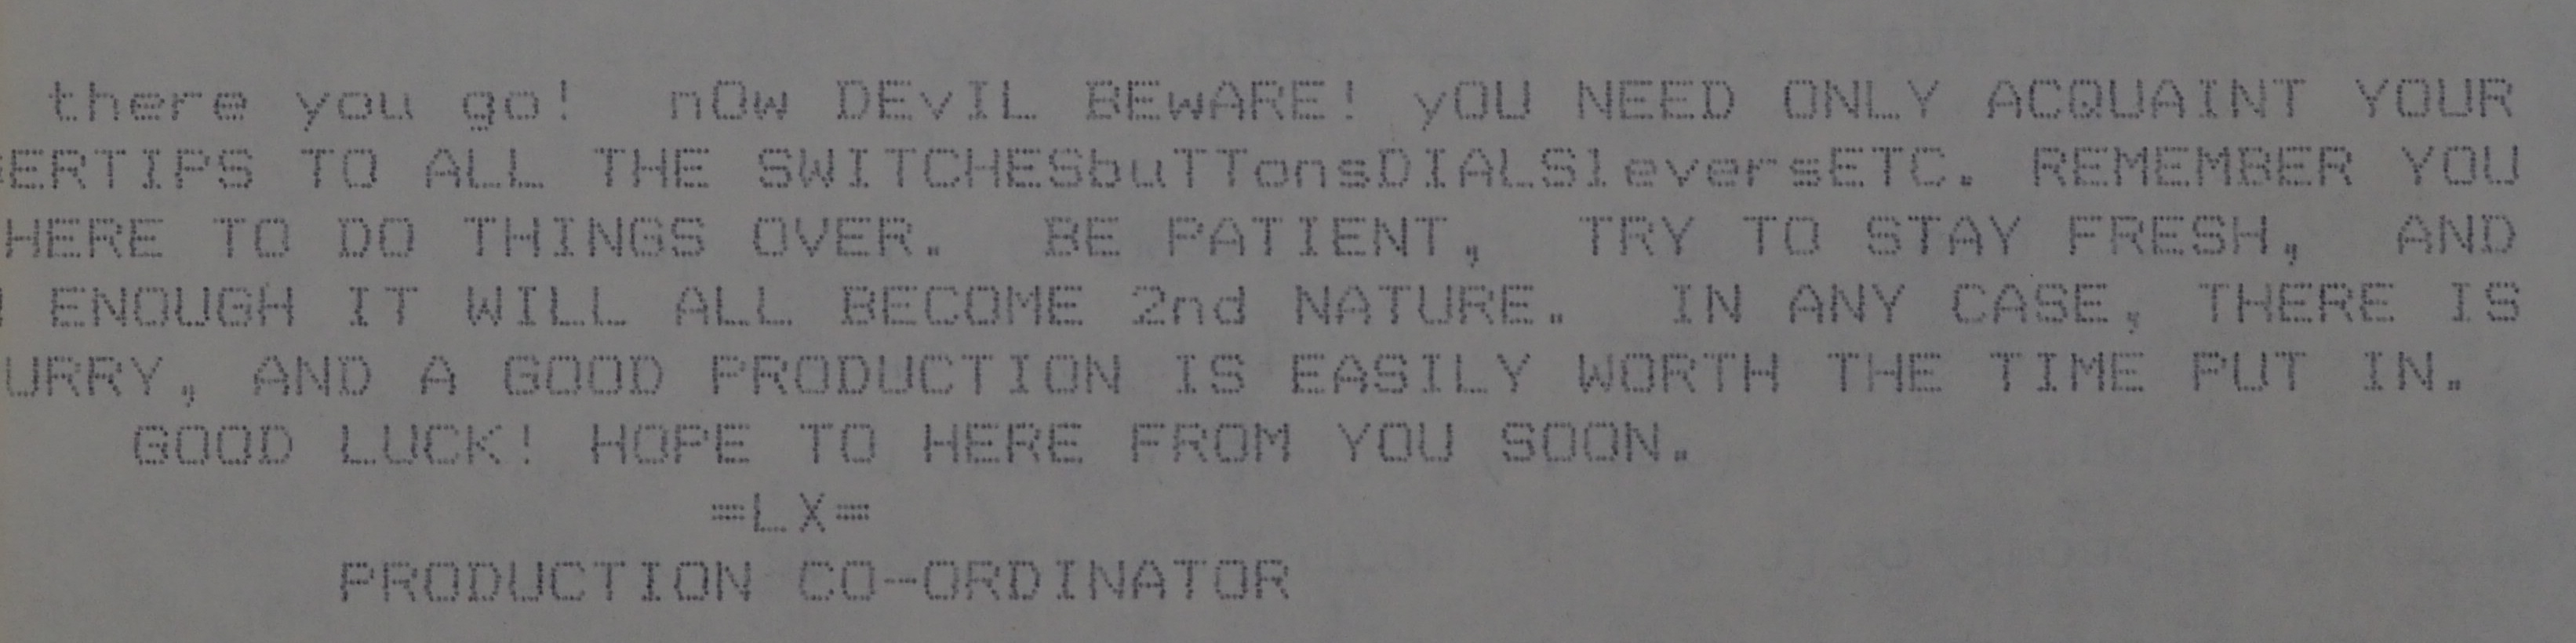 there you go!  nOw DEvIL BEwARE! yOU NEED ONLY ACQUAINT YOUR
ERTIPS TO ALL THE SWITCHESbuTTonsDIALSleversETC. REMEMBER YOU
HERE TO DO THINGS OVER.  BE PATIENT,  TRY TO STAY FRESH,  AND
ENOUGH IT WILL ALL BECOME 2nd NATURE.  IN ANY CASE, THERE IS
URRY, AND A GOOD PRODUCTION IS EASILY WORTH THE TIME PUT IN.
GOOD LUCK! HOPE TO HERE FROM YOU SOON.
=LX=
PRODUCTION CO-ORDINATOR